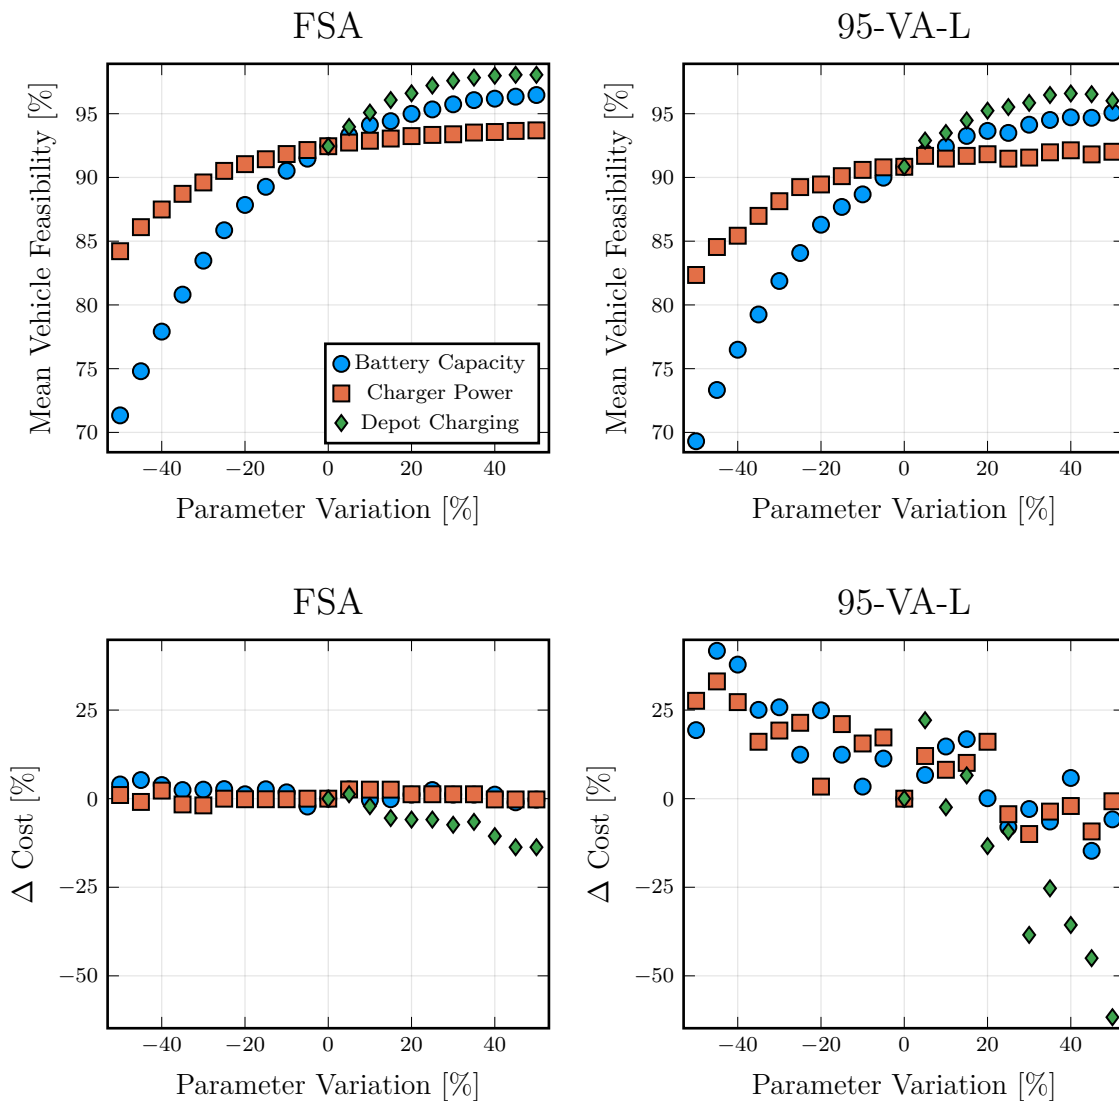 FSA
95-VA-L
Mean Vehicle Feasibility [%]
95
90
85
80
75
70
Battery Capacity
Charger Power
Depot Charging
−40
−20
0
20
40
Parameter Variation [%]
Mean Vehicle Feasibility [%]
95
90
85
80
75
70
−40
−20
0
20
40
Parameter Variation [%]
FSA
95-VA-L
Δ Cost [%]
25
0
−25
−50
−40
−20
0
20
40
Parameter Variation [%]
Δ Cost [%]
25
0
−25
−50
−40
−20
0
20
40
Parameter Variation [%]